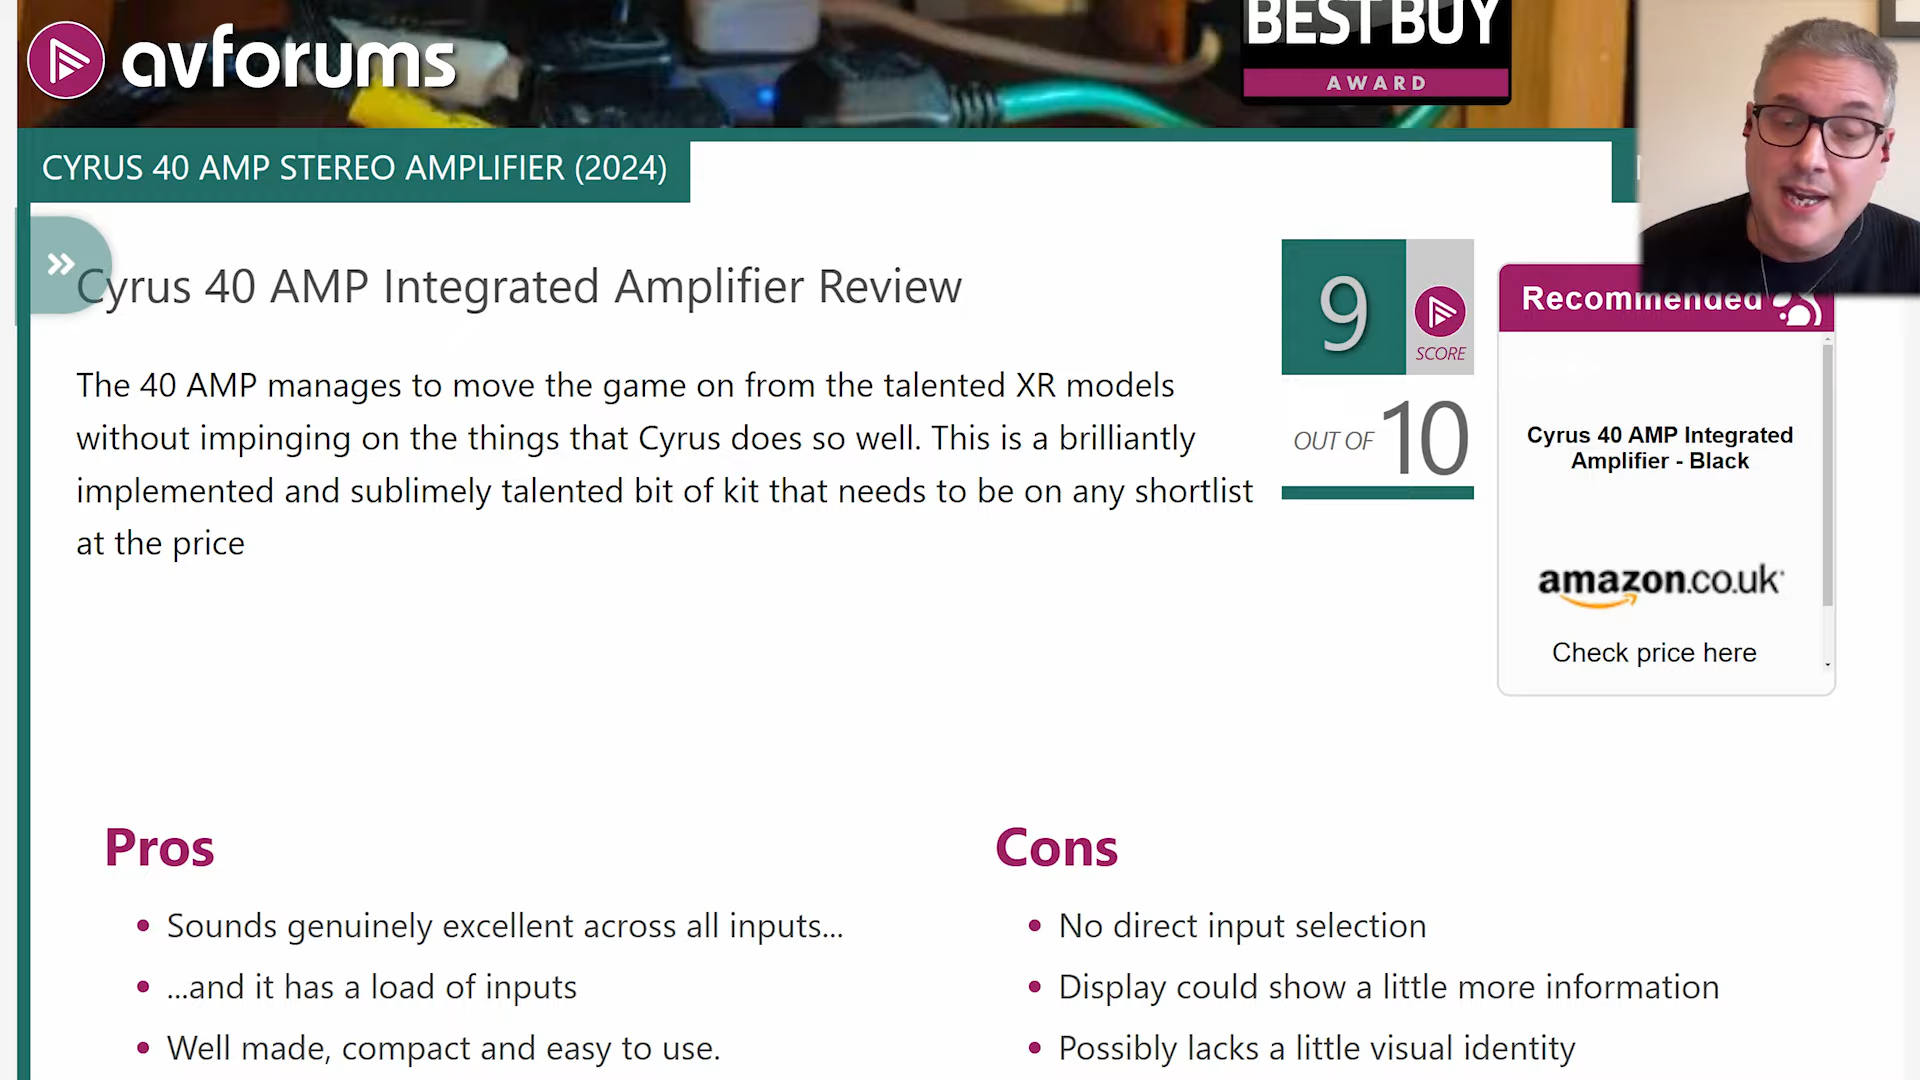 BEST BUY
AWARD
avforums
CYRUS 40 AMP STEREO AMPLIFIER (2024)
Cyrus 40 AMP Integrated Amplifier Review
9
SCORE
OUT OF 10
The 40 AMP manages to move the game on from the talented XR models
without impinging on the things that Cyrus does so well. This is a brilliantly
implemented and sublimely talented bit of kit that needs to be on any shortlist
at the price
Recommended
Cyrus 40 AMP Integrated
Amplifier - Black
amazon.co.uk
Check price here
Pros
Sounds genuinely excellent across all inputs...
...and it has a load of inputs
Well made, compact and easy to use.
Cons
No direct input selection
Display could show a little more information
Possibly lacks a little visual identity